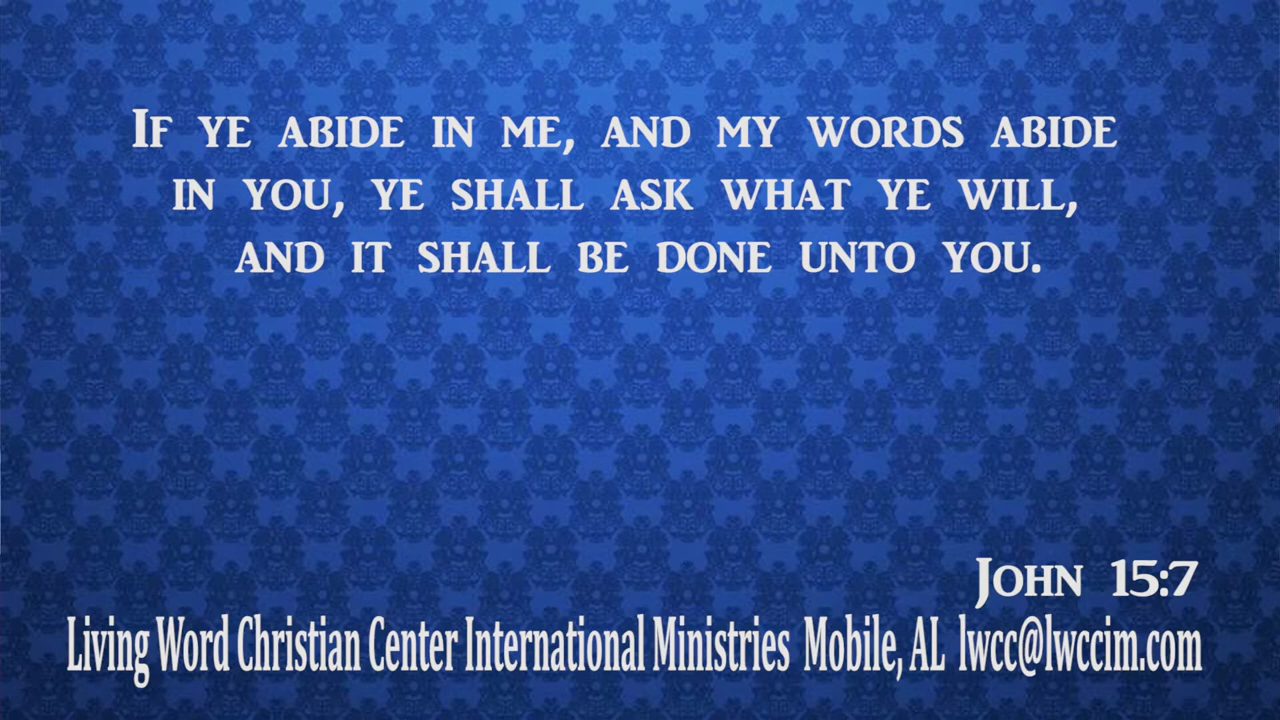 If ye abide in me, and my words abide
in you, ye shall ask what ye will,
and it shall be done unto you.
John 15:7
Living Word Christian Center International Ministries Mobile, AL lwcc@lwccim.com